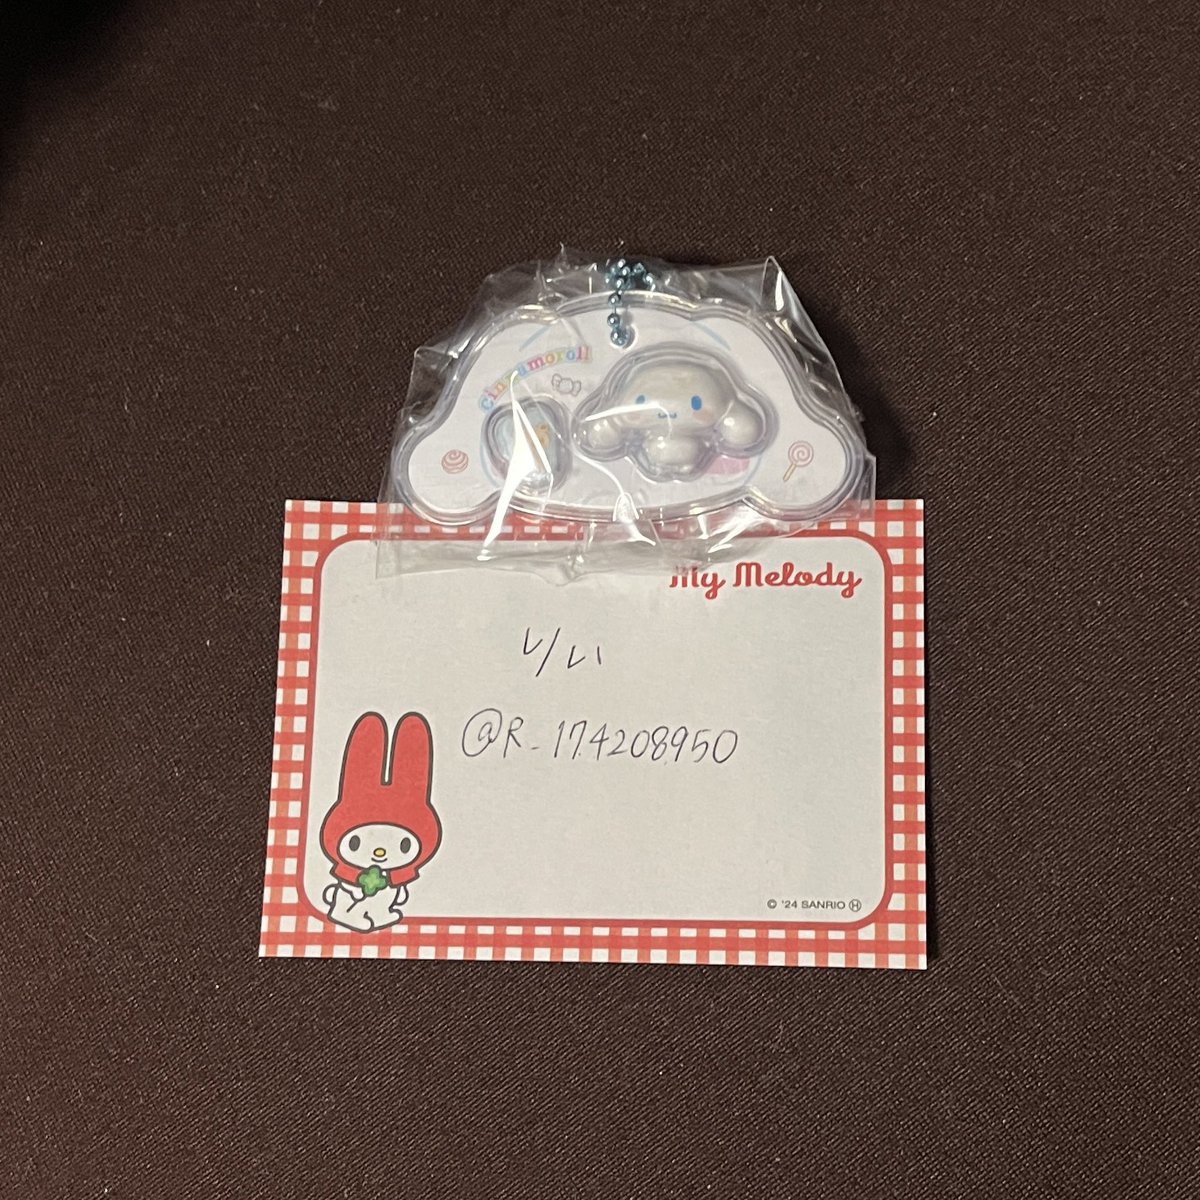 Cinnamoroll
My Melody
りい
@R_174208950
© '24 SANRIO Ⓗ